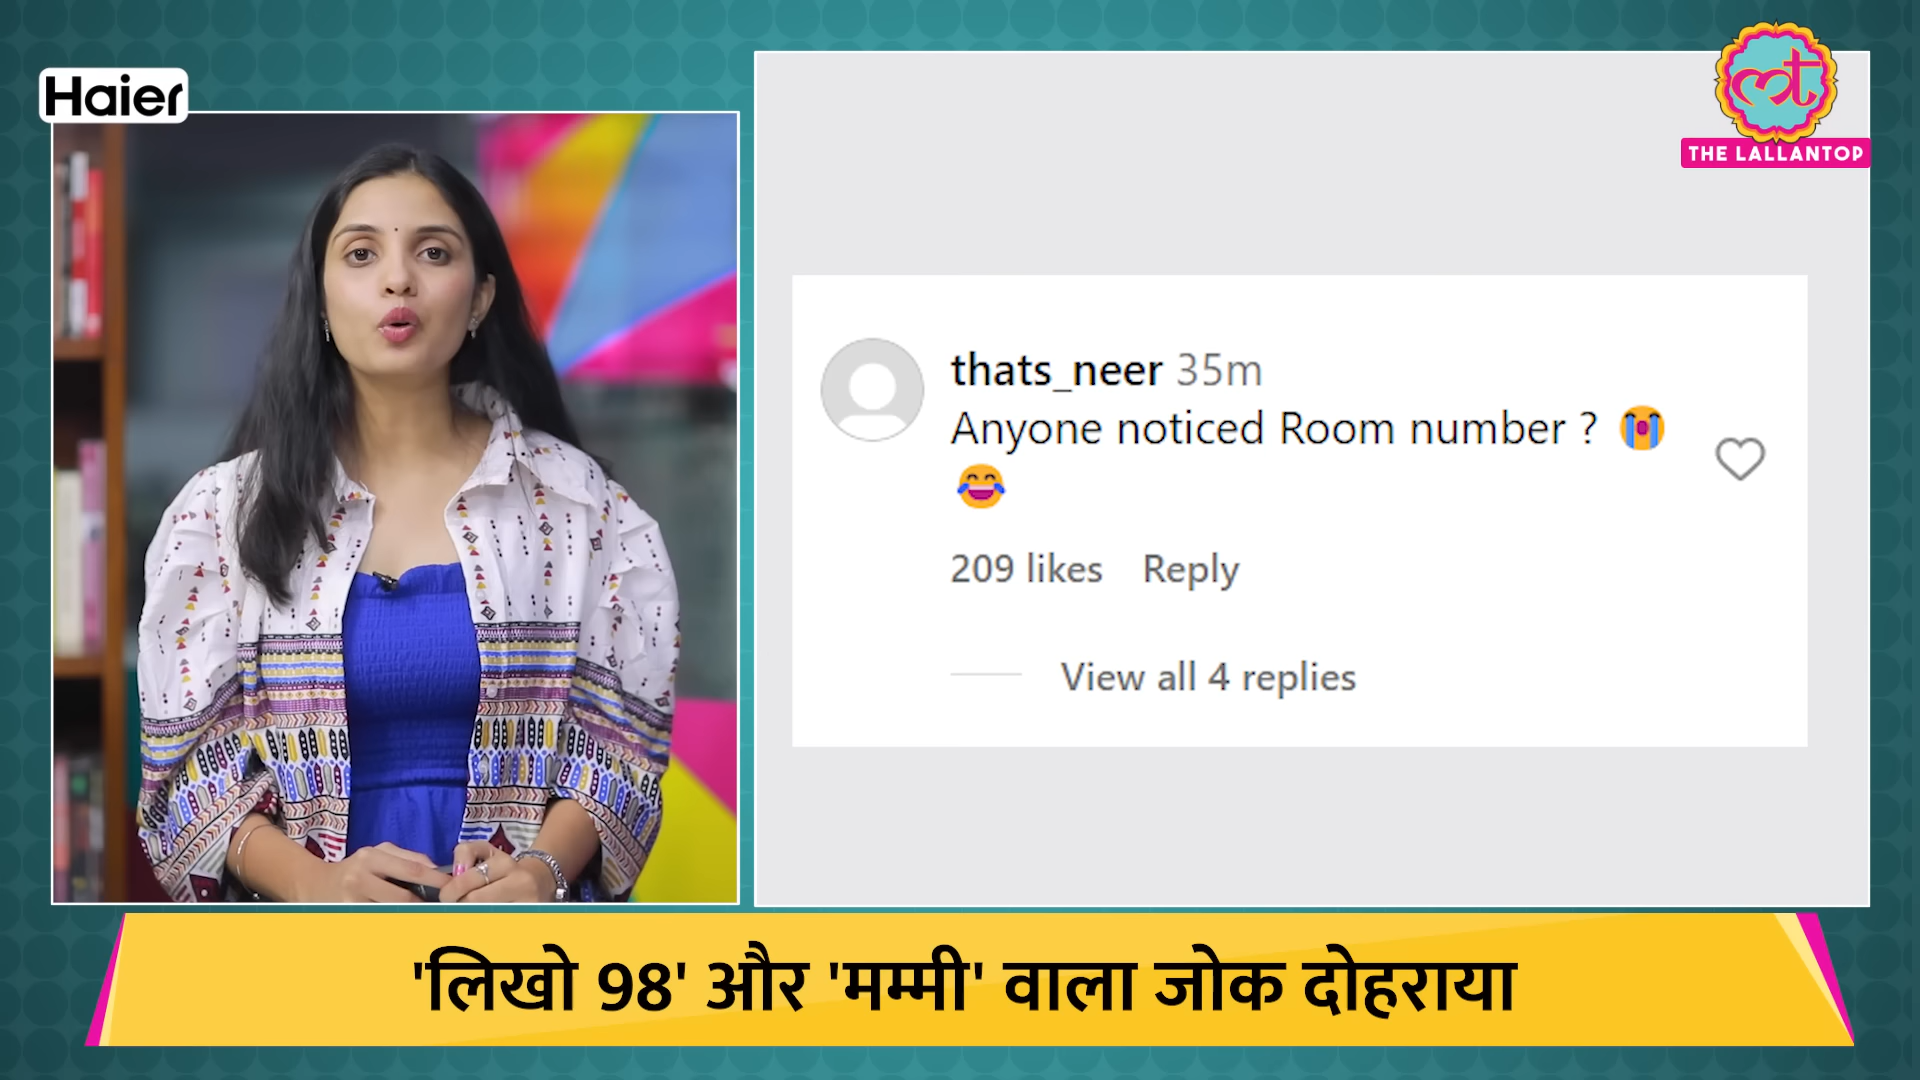 Haier
THE LALLANTOP
thats_neer 35m
Anyone noticed Room number ? 😭
😂
209 likes Reply
View all 4 replies
'लिखो 98' और 'मम्मी' वाला जोक दोहराया